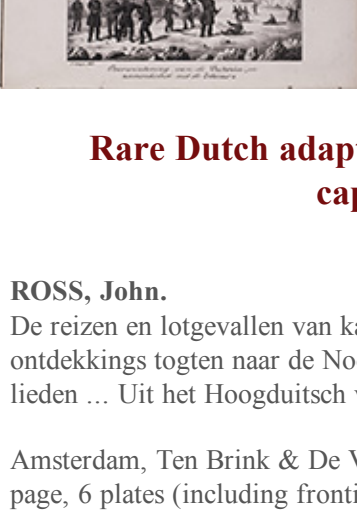 Rare Dutch adap
cap
ROSS, John.
De reizen en lotgevallen van ka
ontdekkings togten naar de Noo
lieden ... Uit het Hoogduitsch v
Amsterdam, Ten Brink & De V
page, 6 plates (including fronti